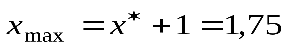 x_max = x* + 1 = 1,75